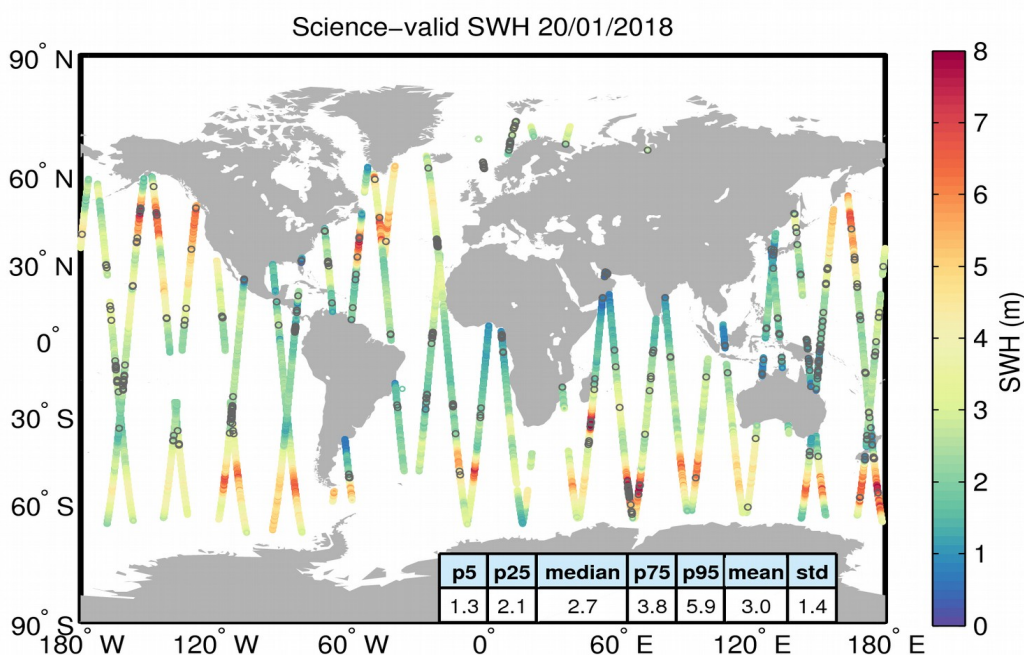 Science−valid SWH 20/01/2018
90° N
60° N
30° N
0°
30° S
60° S
90° S
180° W
120° W
60° W
0°
60° E
120° E
180° E
p5 p25 median p75 p95 mean std
1.3 2.1 2.7 3.8 5.9 3.0 1.4
8
7
6
5
4
3
2
1
0
SWH (m)